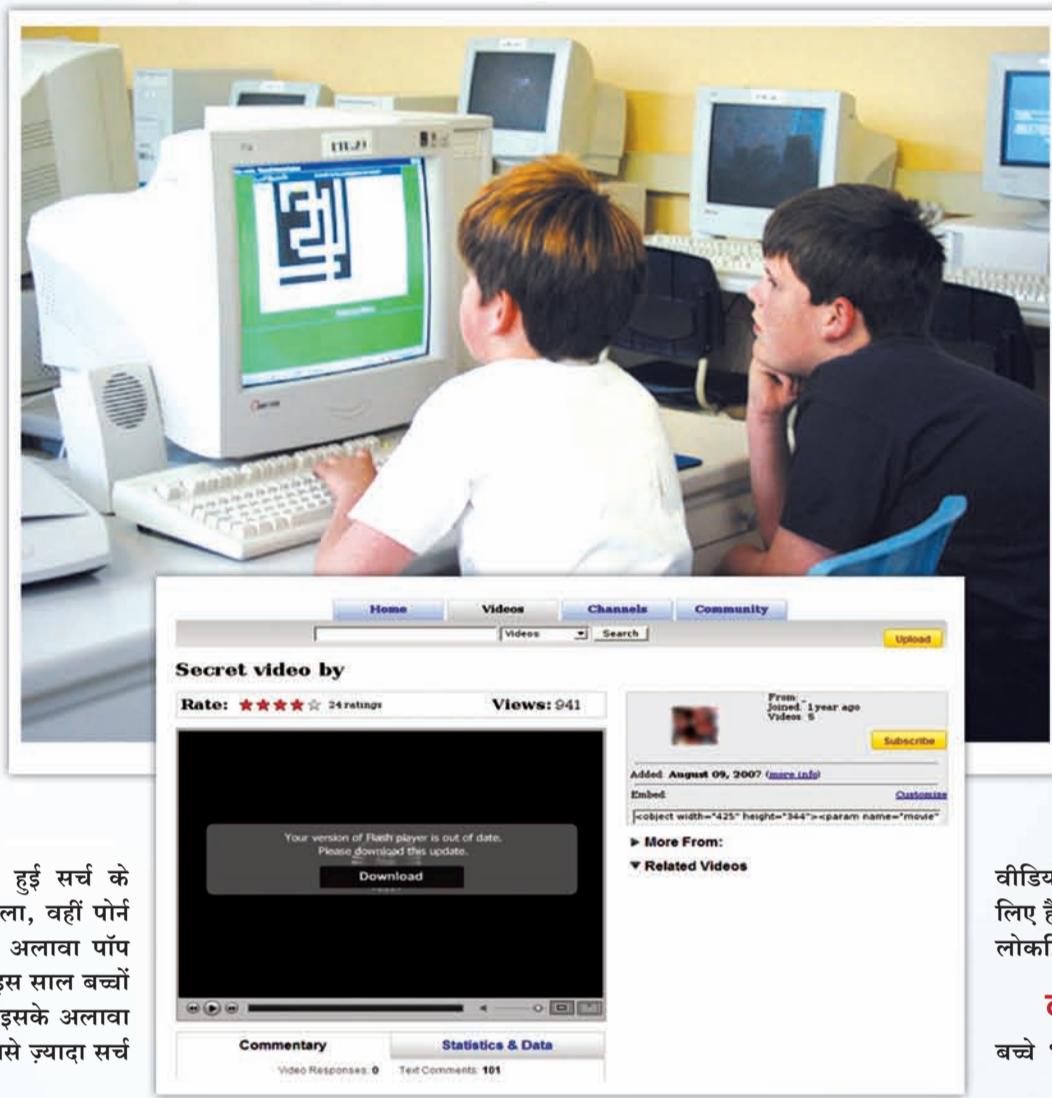 Home Videos Channels Community
Videos Search Upload
Secret video by
Rate: 24 ratings Views: 941
From:
Joined: 1 year ago
Videos: 5
Subscribe
Added: August 09, 2007 (more info)
Embed Customize
<object width="425" height="344"><param name="movie"
More From:
Related Videos
Your version of Flash player is out of date.
Please download this update.
Download
Commentary Statistics & Data
Video Responses: 0 Text Comments: 101
हुई सर्च के
ला, वहीं पोर्न
अलावा पॉप
इस साल बच्चों
इसके अलावा
से ज़्यादा सर्च
वीडिय
लिए है
लोकि
बच्चे